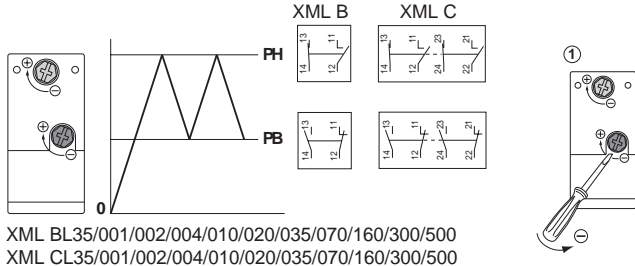 XML B XML C
13 11 13 11 23 21
14 12 14 12 24 22
PH
⊕ ⊖
⊕ ⊖
13 11 13 11 23 21
14 12 14 12 24 22
PB
0
①
⊕ ⊖
⊕ ⊖
⊖
XML BL35/001/002/004/010/020/035/070/160/300/500
XML CL35/001/002/004/010/020/035/070/160/300/500